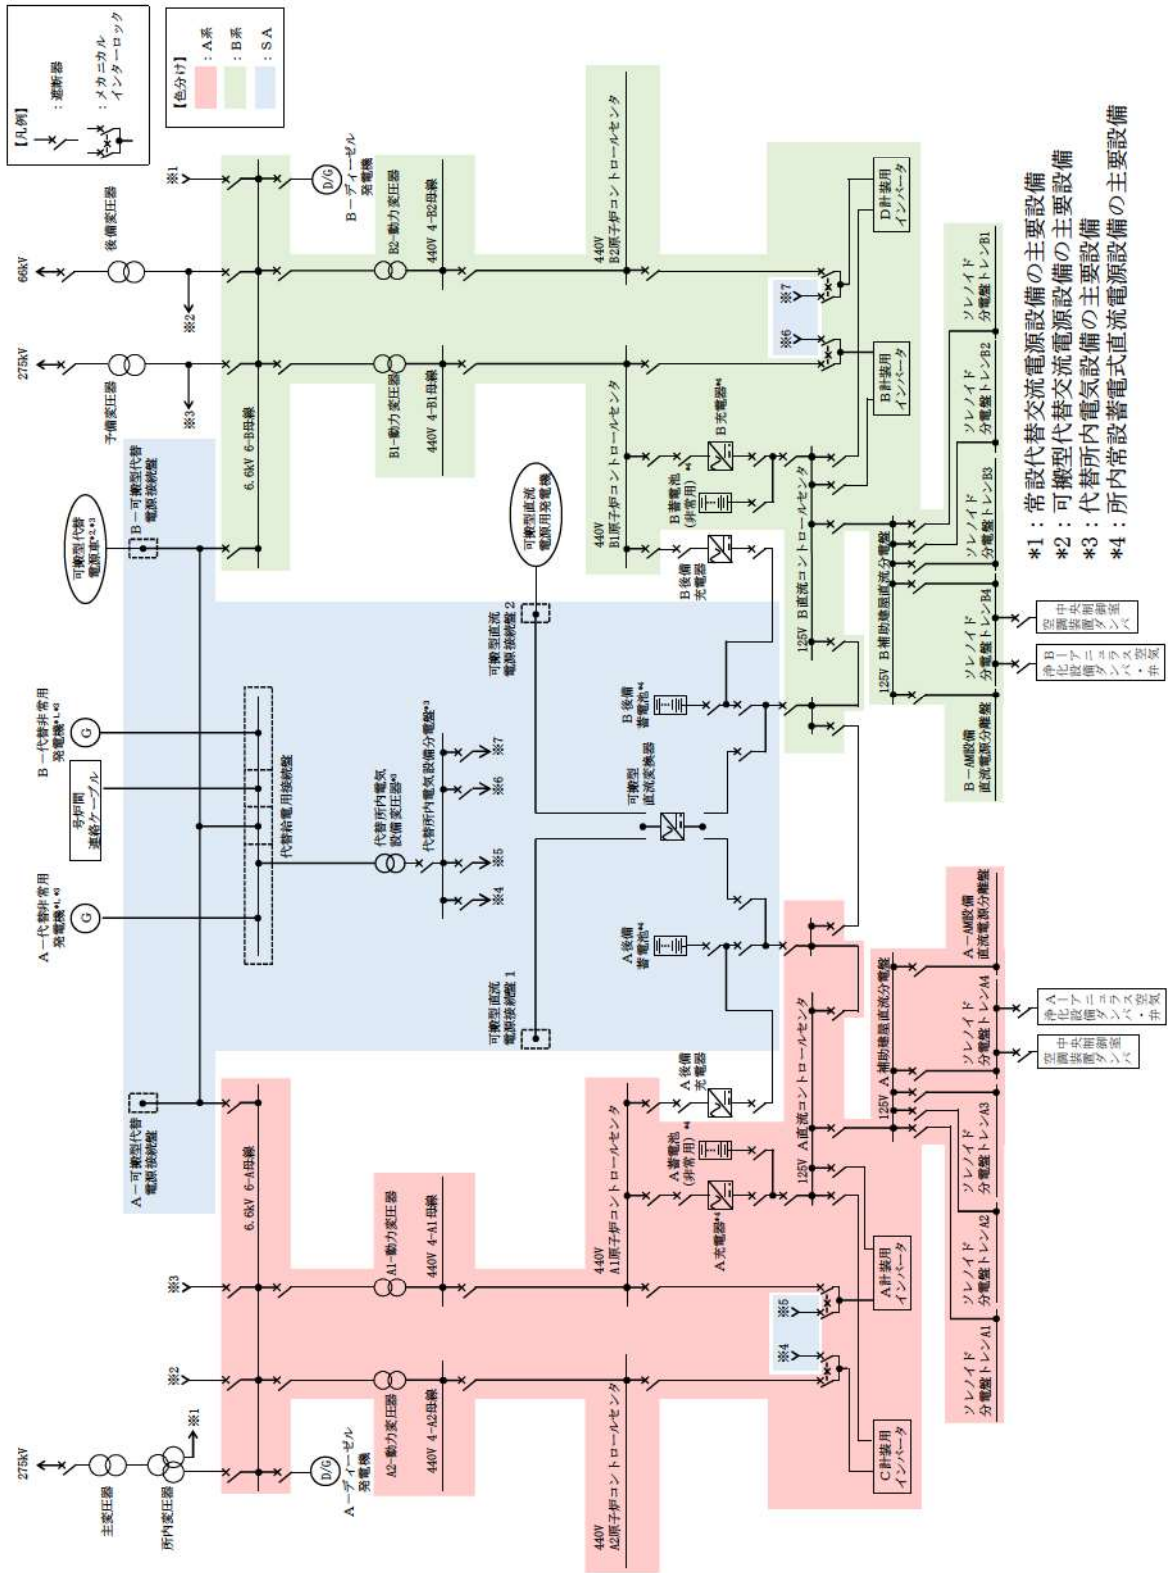 【凡例】
：遮断器
：メカニカル
インターロック
【色分け】
：A系
：B系
：SA
275kV
主変圧器
所内変圧器
※1
※2
※3
A－代替非常用
発電機*1,*3
G
号炉間
連絡ケーブル
B－代替非常用
発電機*1,*3
G
可搬型代替
電源車*2,*3
275kV
予備変圧器
※3
66kV
後備変圧器
※2
※1
A－可搬型代替
電源接続盤
B－可搬型代替
電源接続盤
代替給電用接続盤
6.6kV 6-A母線
6.6kV 6-B母線
D/G
A－ディーゼル
発電機
D/G
B－ディーゼル
発電機
A2-動力変圧器
A1-動力変圧器
代替所内電気
設備変圧器*3
B1-動力変圧器
B2-動力変圧器
440V 4-A2母線
440V 4-A1母線
代替所内電気設備分電盤*3
440V 4-B1母線
440V 4-B2母線
※4
※5
※6
※7
可搬型直流
電源接続盤1
可搬型直流
電源接続盤2
可搬型直流
電源用発電機
440V
A2原子炉コントロールセンタ
440V
A1原子炉コントロールセンタ
440V
B1原子炉コントロールセンタ
440V
B2原子炉コントロールセンタ
A充電器*4
A蓄電池
(非常用)*4
A後備
充電器
A後備
蓄電池*4
可搬型
直流変換器
B後備
蓄電池*4
B後備
充電器
B蓄電池
(非常用)*4
B充電器*4
※4
※5
※6
※7
125V A直流コントロールセンタ
125V B直流コントロールセンタ
C計装用
インバータ
A計装用
インバータ
B計装用
インバータ
D計装用
インバータ
125V A補助建屋直流分電盤
125V B補助建屋直流分電盤
ソレノイド
分電盤トレンA1
ソレノイド
分電盤トレンA2
ソレノイド
分電盤トレンA3
ソレノイド
分電盤トレンA4
A－AM設備
直流電源分離盤
B－AM設備
直流電源分離盤
ソレノイド
分電盤トレンB4
ソレノイド
分電盤トレンB3
ソレノイド
分電盤トレンB2
ソレノイド
分電盤トレンB1
中央制御室
空調装置ダンパ
A－アニュラス空気
浄化設備ダンパ・弁
B－アニュラス空気
浄化設備ダンパ・弁
中央制御室
空調装置ダンパ
*1：常設代替交流電源設備の主要設備
*2：可搬型代替交流電源設備の主要設備
*3：代替所内電気設備の主要設備
*4：所内常設蓄電式直流電源設備の主要設備